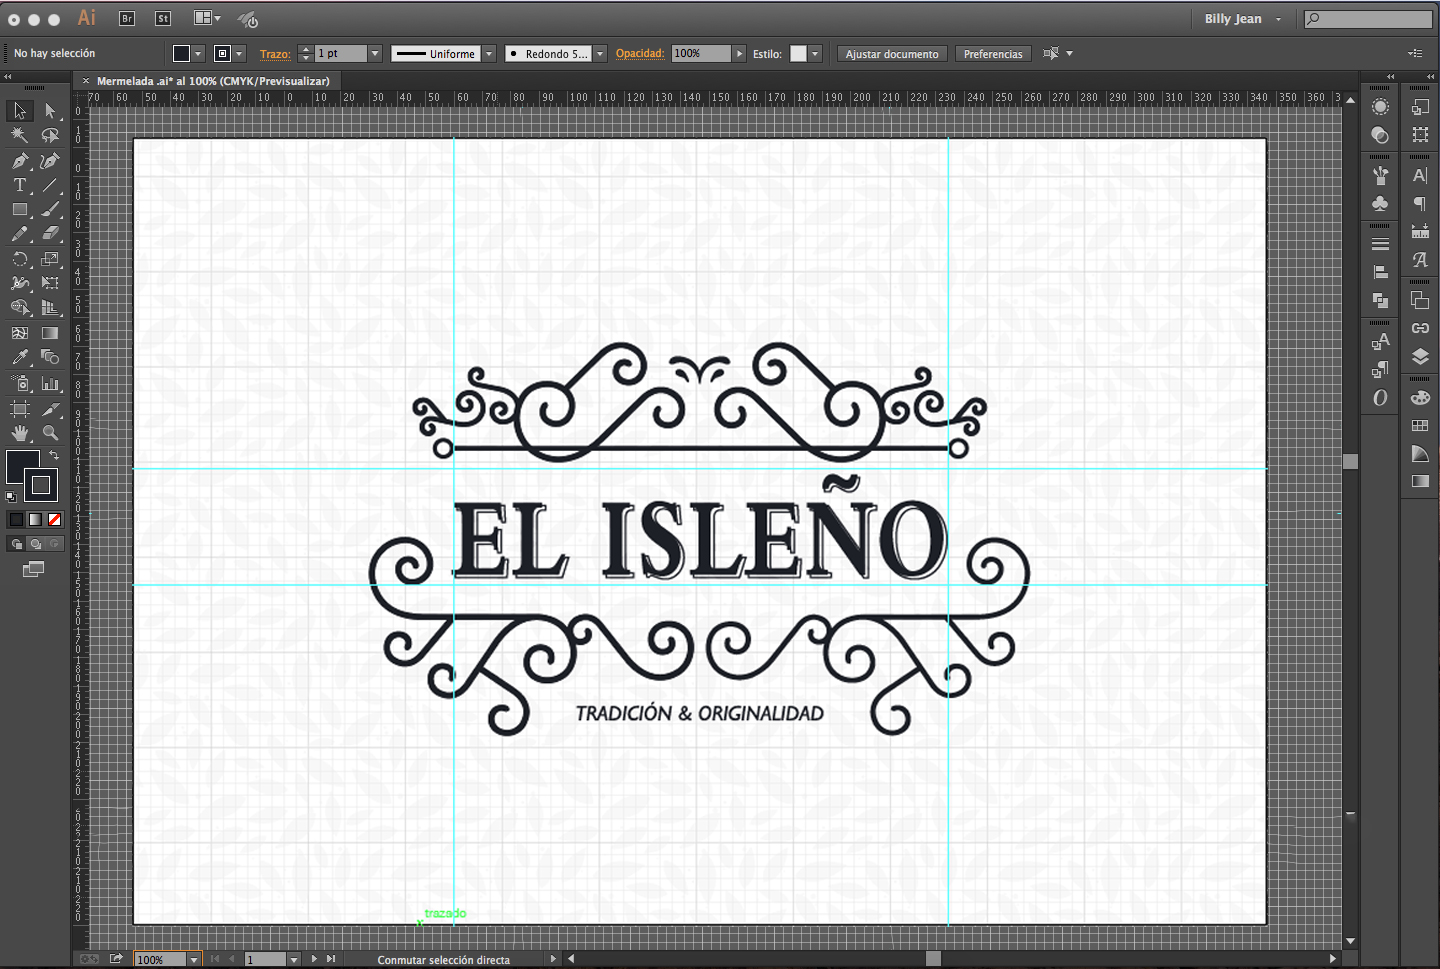 Ai Br St Billy Jean
No hay selección Trazo: 1 pt Uniforme Redondo 5... Opacidad: 100% Estilo: Ajustar documento Preferencias
× Mermelada .ai* al 100% (CMYK/Previsualizar)
70 60 50 40 30 20 10 0 10 20 30 40 50 60 70 80 90 100 110 120 130 140 150 160 170 180 190 200 210 220 230 240 250 260 270 280 290 300 310 320 330 340 350 360 3
EL ISLEÑO
TRADICIÓN & ORIGINALIDAD
trazado
100% 1 Conmutar selección directa